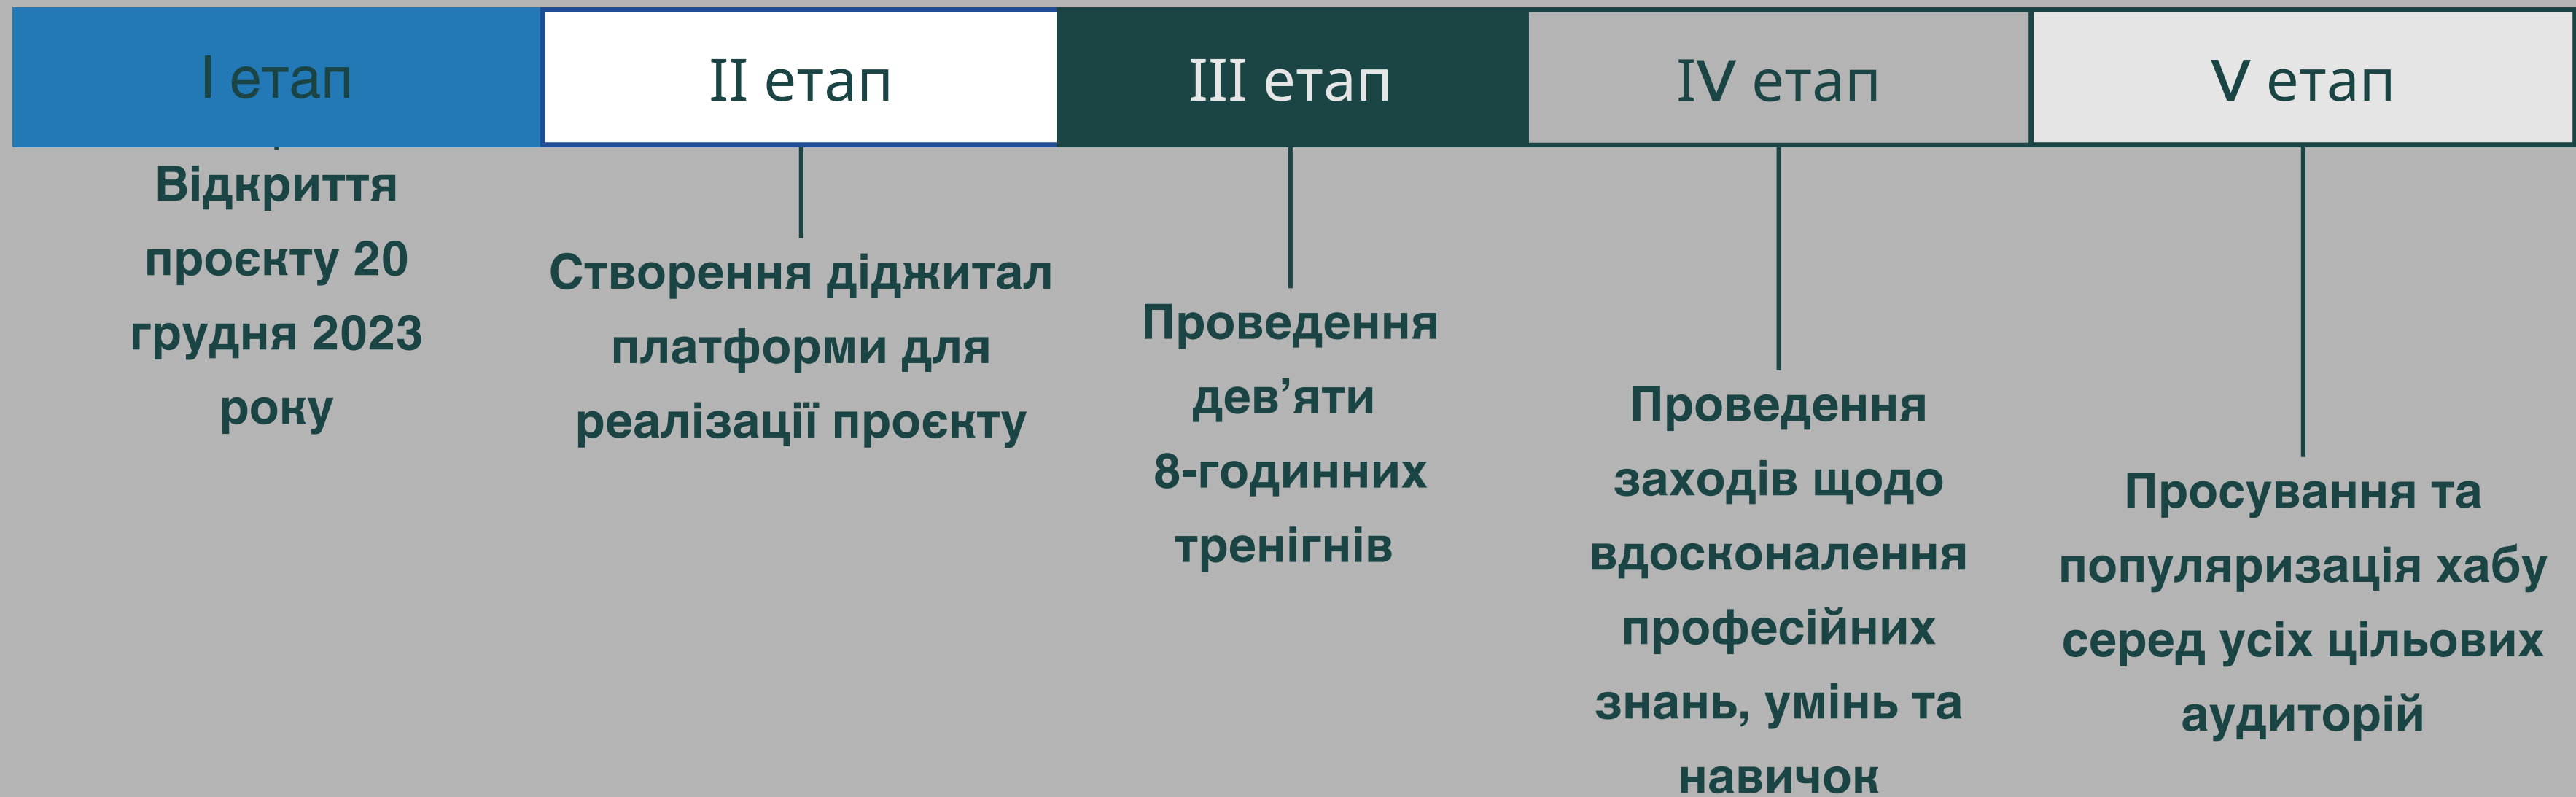 I етап
Відкриття
проєкту 20
грудня 2023
року
II етап
Створення діджитал
платформи для
реалізації проєкту
III етап
Проведення
дев’яти
8-годинних
тренігнів
IV етап
Проведення
заходів щодо
вдосконалення
професійних
знань, умінь та
навичок
V етап
Просування та
популяризація хабу
серед усіх цільових
аудиторій